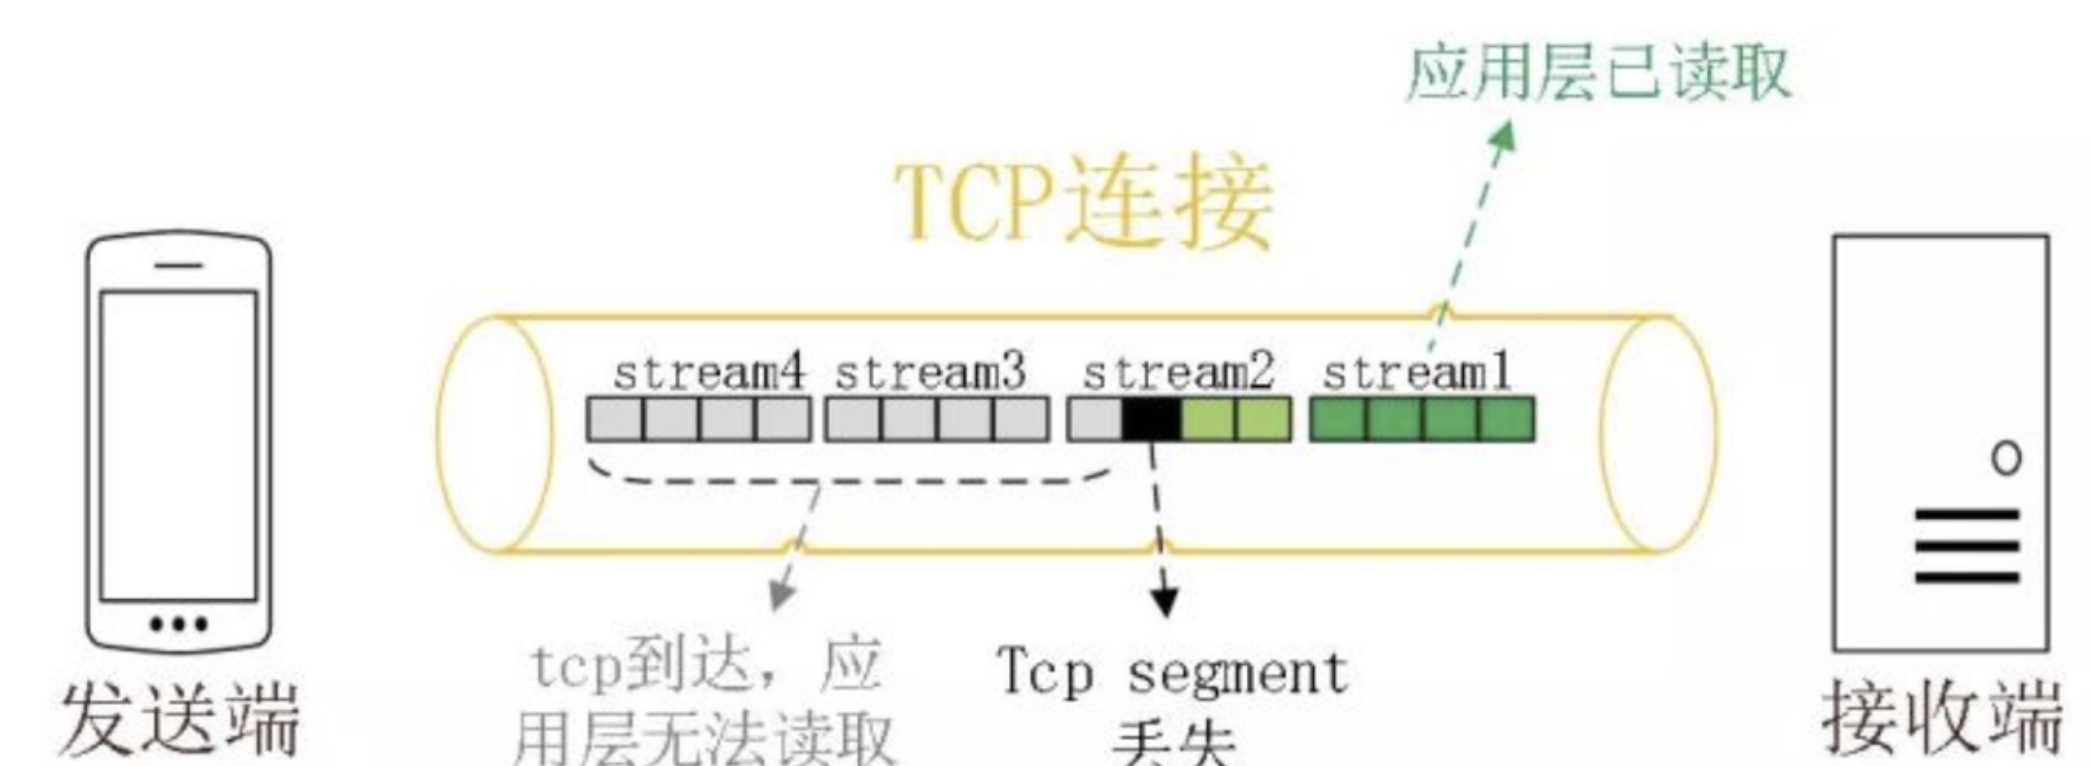 应用层已读取
TCP连接
stream4 stream3 stream2 stream1
tcp到达，应
用层无法读取
Tcp segment
丢失
发送端
接收端